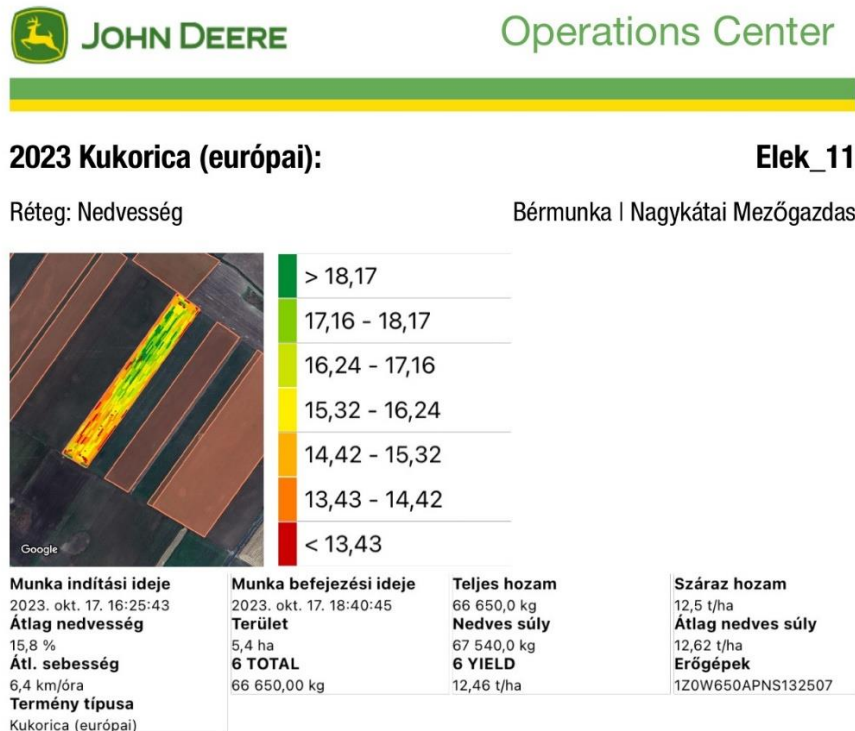 JOHN DEERE
Operations Center
2023 Kukorica (európai):
Elek_11
Réteg: Nedvesség
Bérmunka | Nagykátai Mezőgazdas
> 18,17
17,16 - 18,17
16,24 - 17,16
15,32 - 16,24
14,42 - 15,32
13,43 - 14,42
< 13,43
Google
Munka indítási ideje
2023. okt. 17. 16:25:43
Munka befejezési ideje
2023. okt. 17. 18:40:45
Teljes hozam
66 650,0 kg
Száraz hozam
12,5 t/ha
Átlag nedvesség
15,8 %
Terület
5,4 ha
Nedves súly
67 540,0 kg
Átlag nedves súly
12,62 t/ha
Átl. sebesség
6,4 km/óra
6 TOTAL
66 650,00 kg
6 YIELD
12,46 t/ha
Erőgépek
1Z0W650APNS132507
Termény típusa
Kukorica (európai)